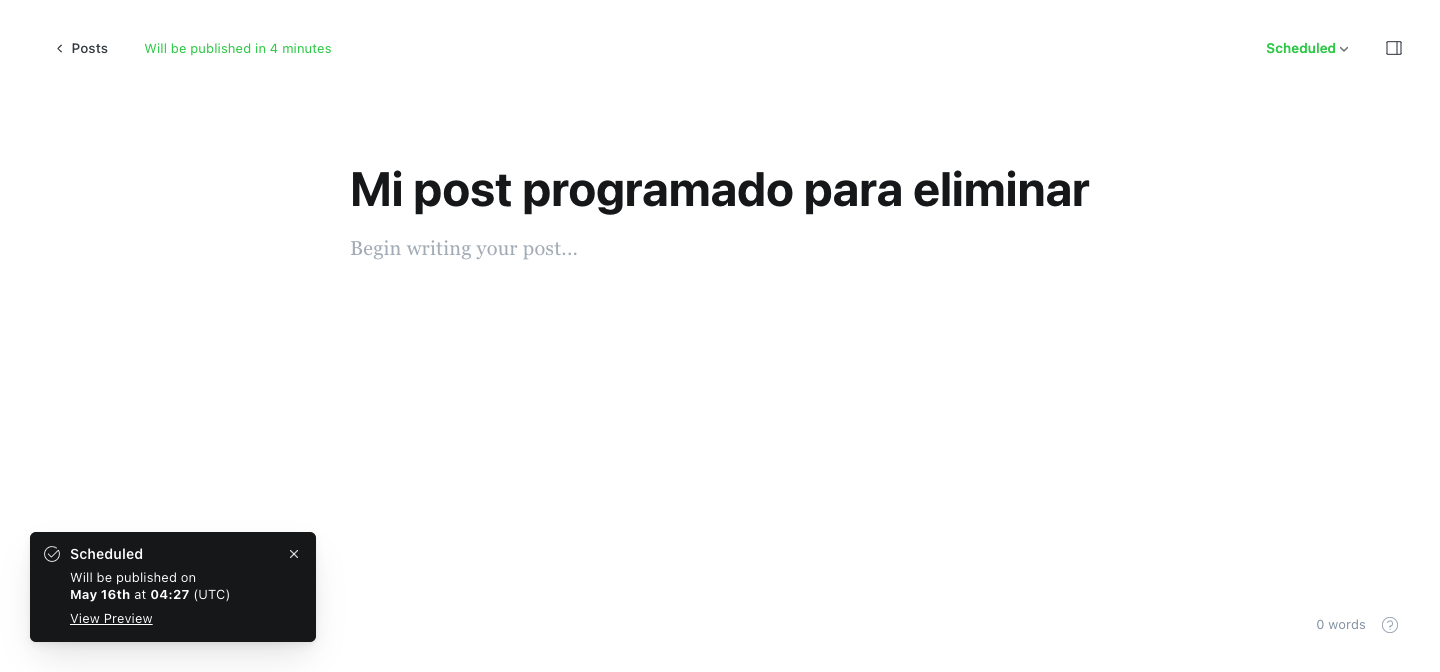 Posts
Will be published in 4 minutes
Scheduled
Mi post programado para eliminar
Begin writing your post...
Scheduled
Will be published on
May 16th at 04:27 (UTC)
View Preview
0 words
?